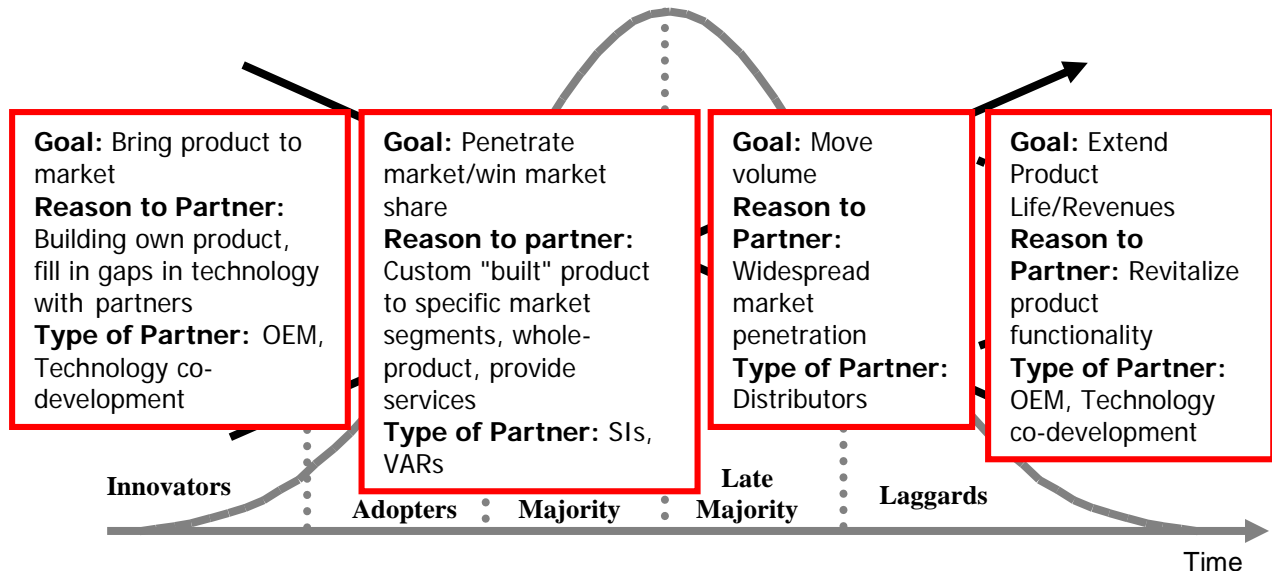 Goal: Bring product to
market
Reason to Partner:
Building own product,
fill in gaps in technology
with partners
Type of Partner: OEM,
Technology co-
development
Goal: Penetrate
market/win market
share
Reason to partner:
Custom "built" product
to specific market
segments, whole-
product, provide
services
Type of Partner: SIs,
VARs
Goal: Move
volume
Reason to
Partner:
Widespread
market
penetration
Type of Partner:
Distributors
Goal: Extend
Product
Life/Revenues
Reason to
Partner: Revitalize
product
functionality
Type of Partner:
OEM, Technology
co-development
Innovators
Adopters
Majority
Late
Majority
Laggards
Time